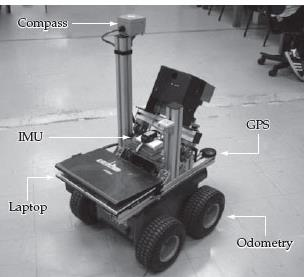 Compass
IMU
GPS
Laptop
Odometry